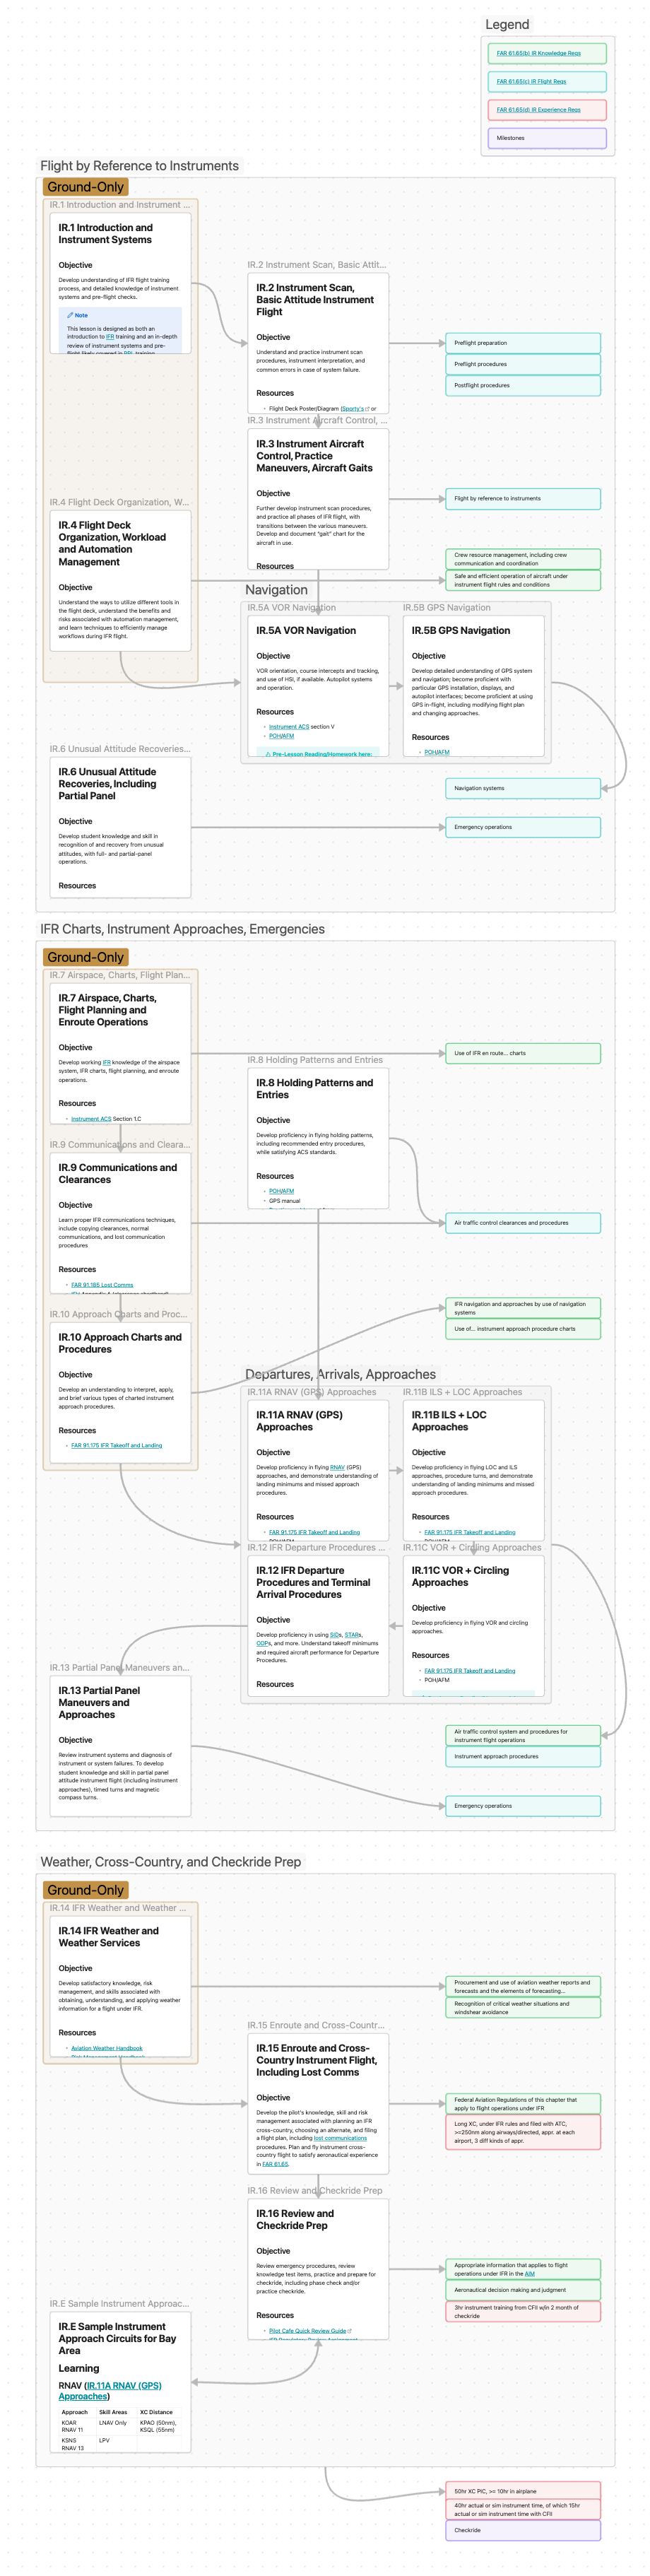 Legend
FAR 61.65(b) IR Knowledge Reqs
FAR 61.65(c) IR Flight Reqs
FAR 61.65(d) IR Experience Reqs
Milestones
Flight by Reference to Instruments
Ground-Only
IR.1 Introduction and Instrument ...
IR.1 Introduction and
Instrument Systems
Objective
Develop understanding of IFR flight training
process, and detailed knowledge of instrument
systems and pre-flight checks.
Note
This lesson is designed as both an
introduction to IFR training and an in-depth
review of instrument systems and pre-
flight likely covered in PPL training.
IR.2 Instrument Scan, Basic Attit...
IR.2 Instrument Scan,
Basic Attitude Instrument
Flight
Objective
Understand and practice instrument scan
procedures, instrument interpretation, and
common errors in case of system failure.
Resources
Flight Deck Poster/Diagram (Sporty's or
Preflight preparation
Preflight procedures
Postflight procedures
IR.3 Instrument Aircraft Control, ...
IR.3 Instrument Aircraft
Control, Practice
Maneuvers, Aircraft Gaits
Objective
Further develop instrument scan procedures,
and practice all phases of IFR flight, with
transitions between the various maneuvers.
Develop and document "gait" chart for the
aircraft in use.
Resources
Flight by reference to instruments
IR.4 Flight Deck Organization, W...
IR.4 Flight Deck
Organization, Workload
and Automation
Management
Objective
Understand the ways to utilize different tools in
the flight deck, understand the benefits and
risks associated with automation management,
and learn techniques to efficiently manage
workflows during IFR flight.
Crew resource management, including crew
communication and coordination
Safe and efficient operation of aircraft under
instrument flight rules and conditions
Navigation
IR.5A VOR Navigation
IR.5A VOR Navigation
Objective
VOR orientation, course intercepts and tracking,
and use of HSI, if available. Autopilot systems
and operation.
Resources
Instrument ACS section V
POH/AFM
Pre-Lesson Reading/Homework here:
IR.5B GPS Navigation
IR.5B GPS Navigation
Objective
Develop detailed understanding of GPS system
and navigation; become proficient with
particular GPS installation, displays, and
autopilot interfaces; become proficient at using
GPS in-flight, including modifying flight plan
and changing approaches.
Resources
POH/AFM
IR.6 Unusual Attitude Recoveries...
IR.6 Unusual Attitude
Recoveries, Including
Partial Panel
Objective
Develop student knowledge and skill in
recognition of and recovery from unusual
attitudes, with full- and partial-panel
operations.
Resources
Navigation systems
Emergency operations
IFR Charts, Instrument Approaches, Emergencies
Ground-Only
IR.7 Airspace, Charts, Flight Plan...
IR.7 Airspace, Charts,
Flight Planning and
Enroute Operations
Objective
Develop working IFR knowledge of the airspace
system, IFR charts, flight planning, and enroute
operations.
Resources
Instrument ACS Section 1.C
Use of IFR en route... charts
IR.8 Holding Patterns and Entries
IR.8 Holding Patterns and
Entries
Objective
Develop proficiency in flying holding patterns,
including recommended entry procedures,
while satisfying ACS standards.
Resources
POH/AFM
GPS manual
IR.9 Communications and Cleara...
IR.9 Communications and
Clearances
Objective
Learn proper IFR communications techniques,
include copying clearances, normal
communications, and lost communication
procedures
Resources
FAR 91.185 Lost Comms
Air traffic control clearances and procedures
IR.10 Approach Charts and Proc...
IR.10 Approach Charts and
Procedures
Objective
Develop an understanding to interpret, apply,
and brief various types of charted instrument
approach procedures.
Resources
FAR 91.175 IFR Takeoff and Landing
IFR navigation and approaches by use of navigation
systems
Use of... instrument approach procedure charts
Departures, Arrivals, Approaches
IR.11A RNAV (GPS) Approaches
IR.11A RNAV (GPS)
Approaches
Objective
Develop proficiency in flying RNAV (GPS)
approaches, and demonstrate understanding of
landing minimums and missed approach
procedures.
Resources
FAR 91.175 IFR Takeoff and Landing
IR.11B ILS + LOC Approaches
IR.11B ILS + LOC
Approaches
Objective
Develop proficiency in flying LOC and ILS
approaches, procedure turns, and demonstrate
understanding of landing minimums and missed
approach procedures.
Resources
FAR 91.175 IFR Takeoff and Landing
IR.12 IFR Departure Procedures ...
IR.12 IFR Departure
Procedures and Terminal
Arrival Procedures
Objective
Develop proficiency in using SIDs, STARs,
ODPs, and more. Understand takeoff minimums
and required aircraft performance for Departure
Procedures.
Resources
IR.11C VOR + Circling Approaches
IR.11C VOR + Circling
Approaches
Objective
Develop proficiency in flying VOR and circling
approaches.
Resources
FAR 91.175 IFR Takeoff and Landing
POH/AFM
IR.13 Partial Panel Maneuvers an...
IR.13 Partial Panel
Maneuvers and
Approaches
Objective
Review instrument systems and diagnosis of
instrument or system failures. To develop
student knowledge and skill in partial panel
attitude instrument flight (including instrument
approaches), timed turns and magnetic
compass turns.
Air traffic control system and procedures for
instrument flight operations
Instrument approach procedures
Emergency operations
Weather, Cross-Country, and Checkride Prep
Ground-Only
IR.14 IFR Weather and Weather ...
IR.14 IFR Weather and
Weather Services
Objective
Develop satisfactory knowledge, risk
management, and skills associated with
obtaining, understanding, and applying weather
information for a flight under IFR.
Resources
Aviation Weather Handbook
Procurement and use of aviation weather reports and
forecasts and the elements of forecasting...
Recognition of critical weather situations and
windshear avoidance
IR.15 Enroute and Cross-Countr...
IR.15 Enroute and Cross-
Country Instrument Flight,
Including Lost Comms
Objective
Develop the pilot's knowledge, skill and risk
management associated with planning an IFR
cross-country, choosing an alternate, and filing
a flight plan, including lost communications
procedures. Plan and fly instrument cross-
country flight to satisfy aeronautical experience
in FAR 61.65.
Federal Aviation Regulations of this chapter that
apply to flight operations under IFR
Long XC, under IFR rules and filed with ATC,
>=250nm along airways/directed, appr. at each
airport, 3 diff kinds of appr.
IR.16 Review and Checkride Prep
IR.16 Review and
Checkride Prep
Objective
Review emergency procedures, review
knowledge test items, practice and prepare for
checkride, including phase check and/or
practice checkride.
Resources
Pilot Cafe Quick Review Guide
Appropriate information that applies to flight
operations under IFR in the AIM
Aeronautical decision making and judgment
3hr instrument training from CFII w/in 2 month of
checkride
IR.E Sample Instrument Approac...
IR.E Sample Instrument
Approach Circuits for Bay
Area
Learning
RNAV (IR.11A RNAV (GPS)
Approaches)
Approach Skill Areas XC Distance
KOAR RNAV 11 LNAV Only KPAO (50nm), KSQL (55nm)
KSNS RNAV 13 LPV
50hr XC PIC, >= 10hr in airplane
40hr actual or sim instrument time, of which 15hr
actual or sim instrument time with CFII
Checkride